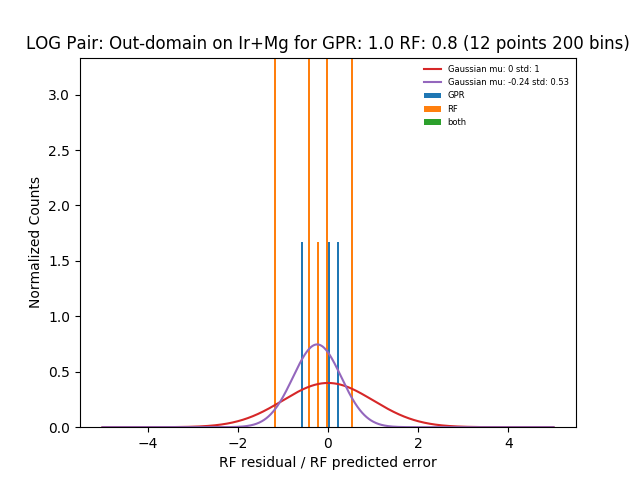 LOG Pair: Out-domain on Ir+Mg for GPR: 1.0 RF: 0.8 (12 points 200 bins)
Gaussian mu: 0 std: 1
Gaussian mu: -0.24 std: 0.53
GPR
RF
both
Normalized Counts
3.0
2.5
2.0
1.5
1.0
0.5
0.0
−4 −2 0 2 4
RF residual / RF predicted error